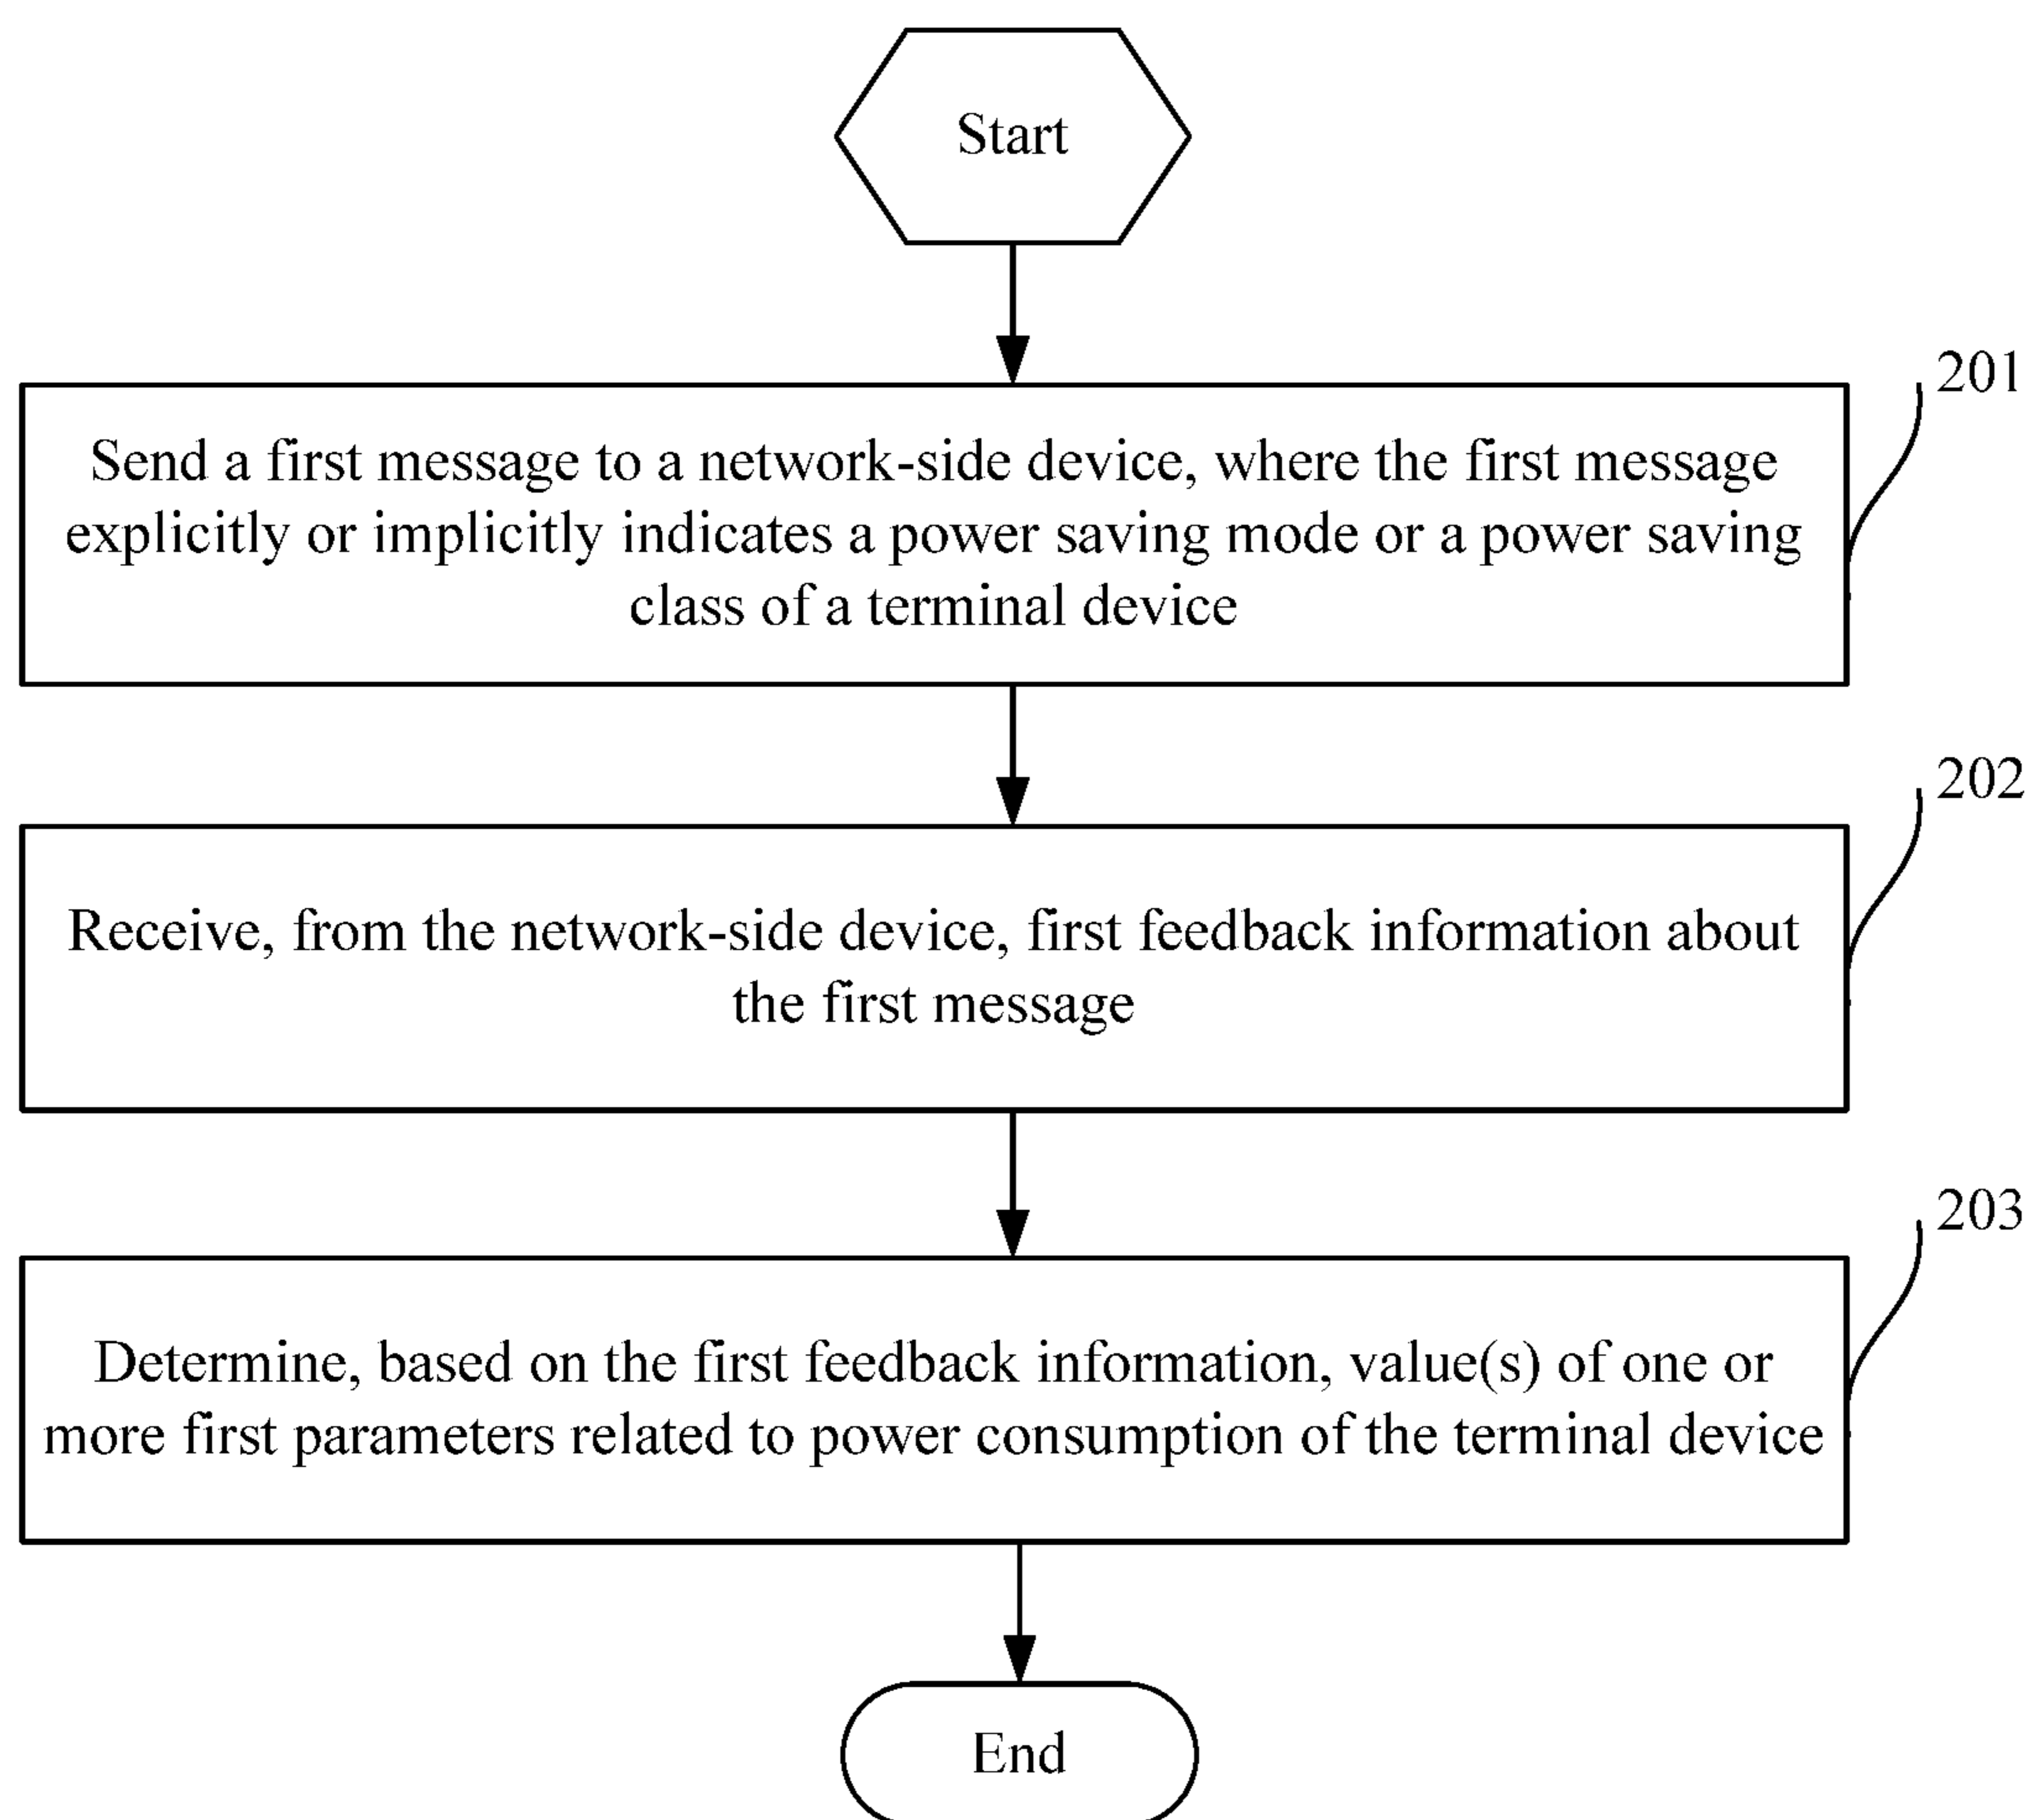 Start
201
Send a first message to a network-side device, where the first message
explicitly or implicitly indicates a power saving mode or a power saving
class of a terminal device
202
Receive, from the network-side device, first feedback information about
the first message
203
Determine, based on the first feedback information, value(s) of one or
more first parameters related to power consumption of the terminal device
End